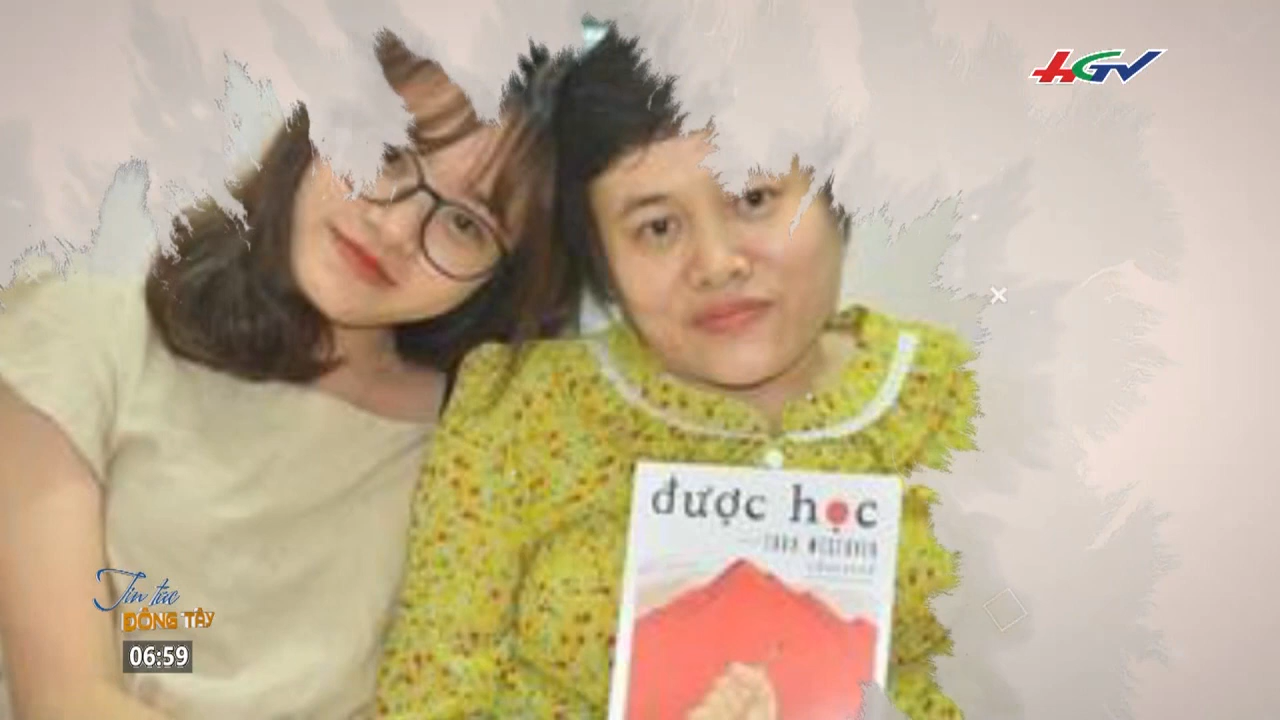 HGV
được học
TARA WESTOVER
Tin tức
ĐÔNG TÂY
06:59